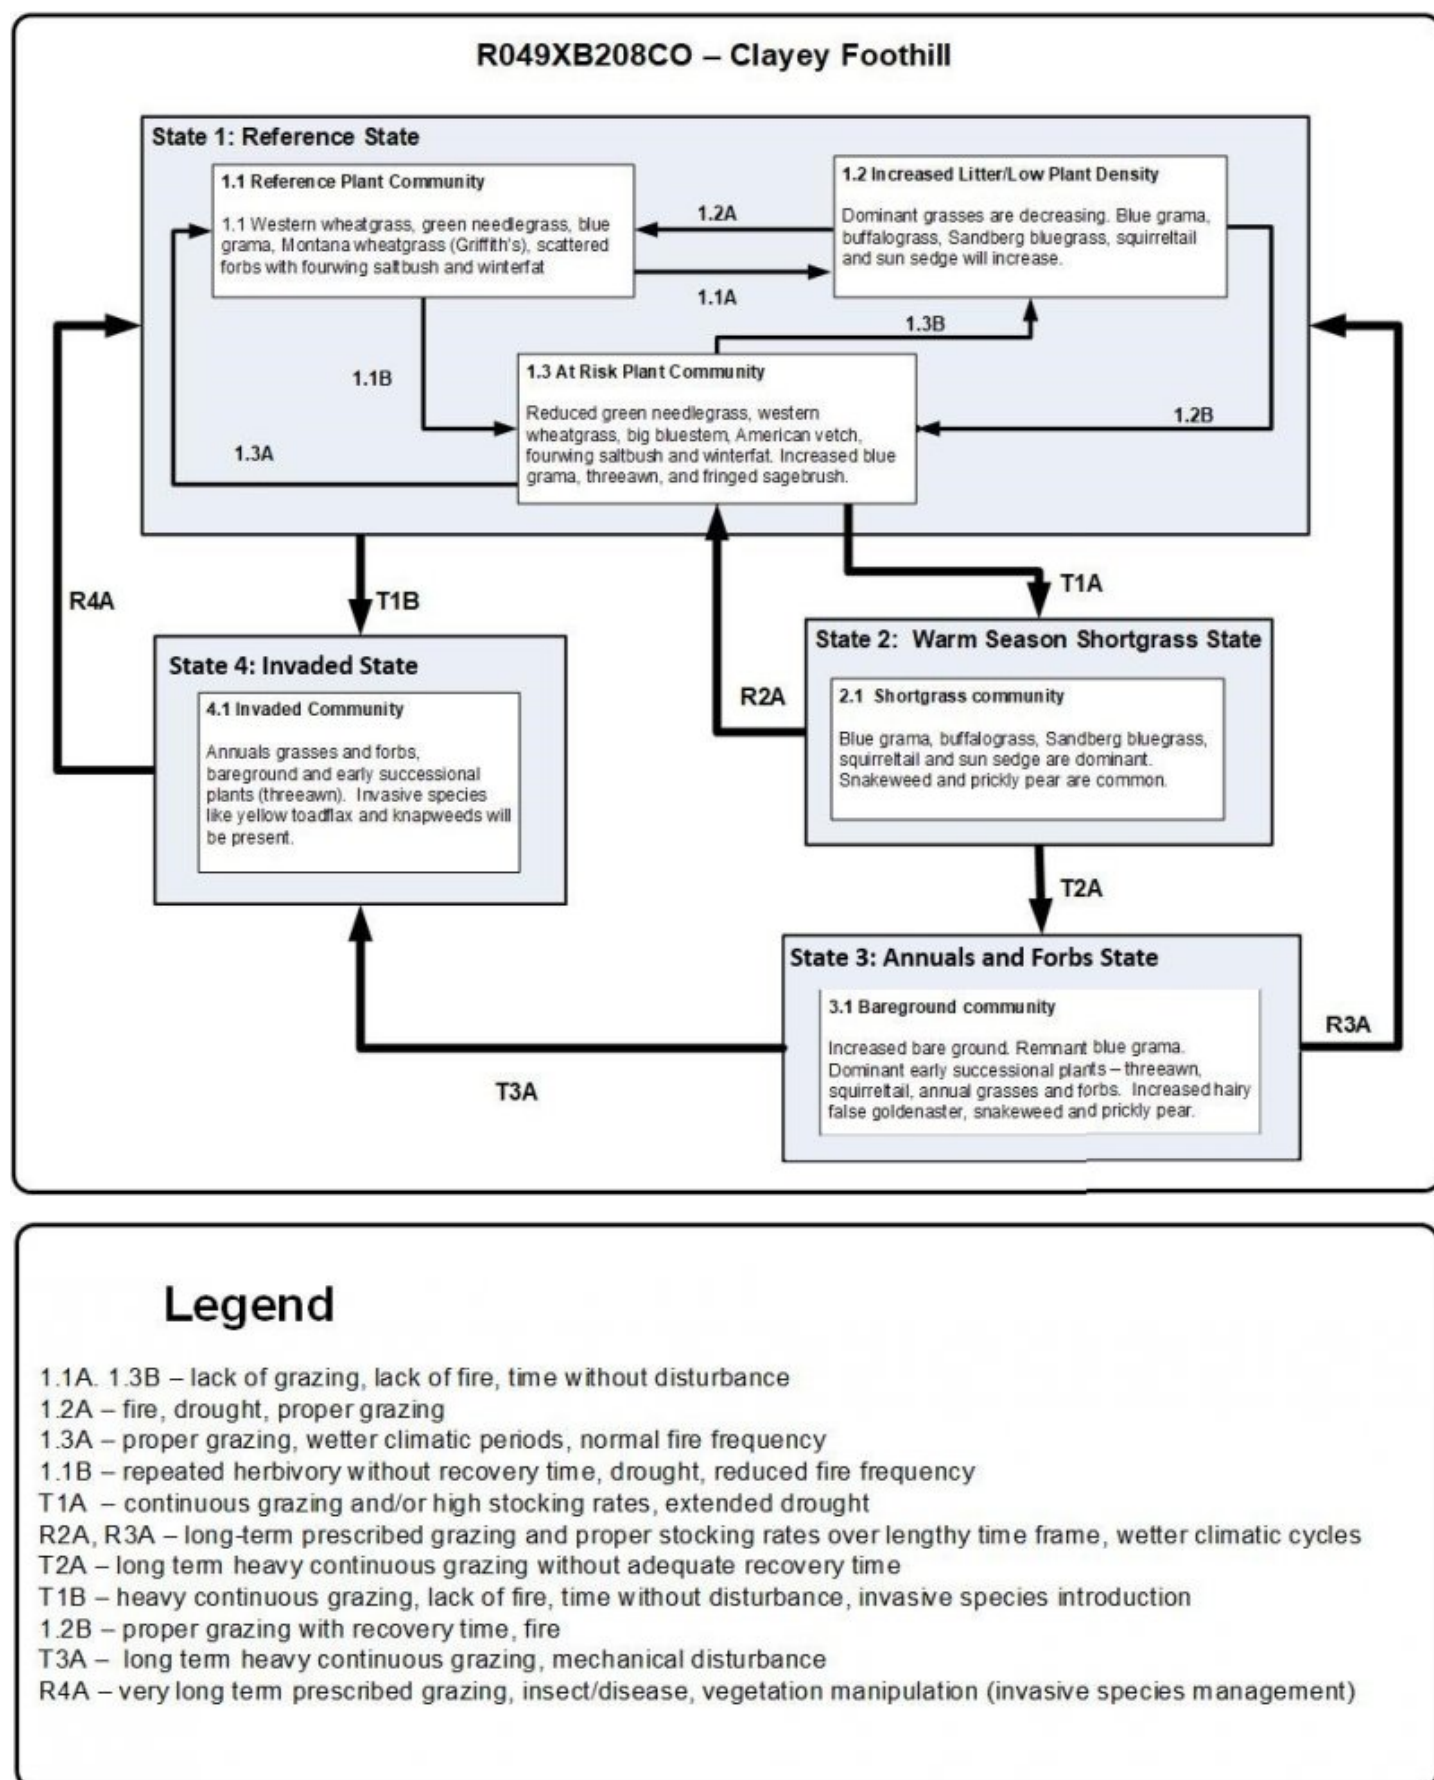 R049XB208CO – Clayey Foothill
State 1: Reference State
1.1 Reference Plant Community
1.1 Western wheatgrass, green needlegrass, blue
grama, Montana wheatgrass (Griffith's), scattered
forbs with fourwing saltbush and winterfat
1.2A
1.1A
1.2 Increased Litter/Low Plant Density
Dominant grasses are decreasing. Blue grama,
buffalograss, Sandberg bluegrass, squirreltail
and sun sedge will increase.
1.3B
1.1B
1.3A
1.3 At Risk Plant Community
Reduced green needlegrass, western
wheatgrass, big bluestem, American vetch,
fourwing saltbush and winterfat. Increased blue
grama, threeawn, and fringed sagebrush.
1.2B
R4A
T1B
T1A
R2A
State 4: Invaded State
4.1 Invaded Community
Annuals grasses and forbs,
bareground and early successional
plants (threeawn). Invasive species
like yellow toadflax and knapweeds will
be present.
State 2: Warm Season Shortgrass State
2.1 Shortgrass community
Blue grama, buffalograss, Sandberg bluegrass,
squirreltail and sun sedge are dominant.
Snakeweed and prickly pear are common.
T2A
State 3: Annuals and Forbs State
3.1 Bareground community
Increased bare ground. Remnant blue grama.
Dominant early successional plants – threeawn,
squirreltail, annual grasses and forbs. Increased hairy
false goldenaster, snakeweed and prickly pear.
R3A
T3A
Legend
1.1A. 1.3B – lack of grazing, lack of fire, time without disturbance
1.2A – fire, drought, proper grazing
1.3A – proper grazing, wetter climatic periods, normal fire frequency
1.1B – repeated herbivory without recovery time, drought, reduced fire frequency
T1A – continuous grazing and/or high stocking rates, extended drought
R2A, R3A – long-term prescribed grazing and proper stocking rates over lengthy time frame, wetter climatic cycles
T2A – long term heavy continuous grazing without adequate recovery time
T1B – heavy continuous grazing, lack of fire, time without disturbance, invasive species introduction
1.2B – proper grazing with recovery time, fire
T3A – long term heavy continuous grazing, mechanical disturbance
R4A – very long term prescribed grazing, insect/disease, vegetation manipulation (invasive species management)